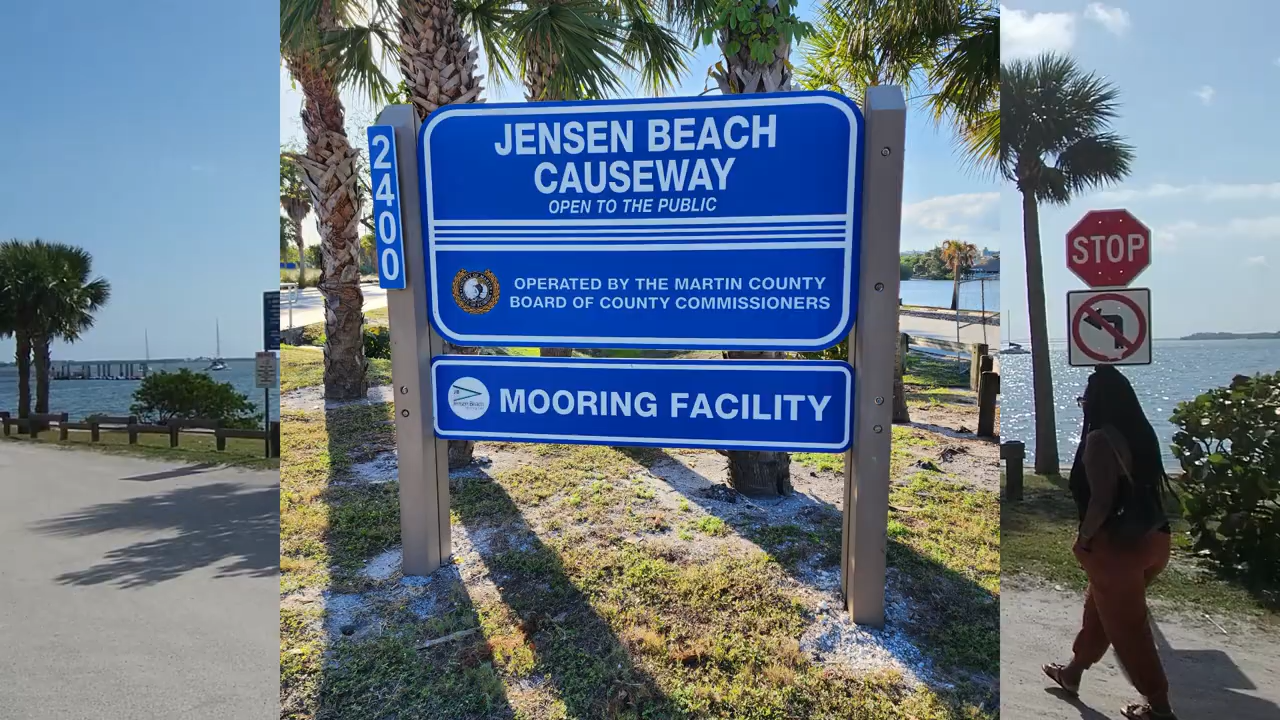 2400
JENSEN BEACH
CAUSEWAY
OPEN TO THE PUBLIC
OPERATED BY THE MARTIN COUNTY
BOARD OF COUNTY COMMISSIONERS
MOORING FACILITY
STOP